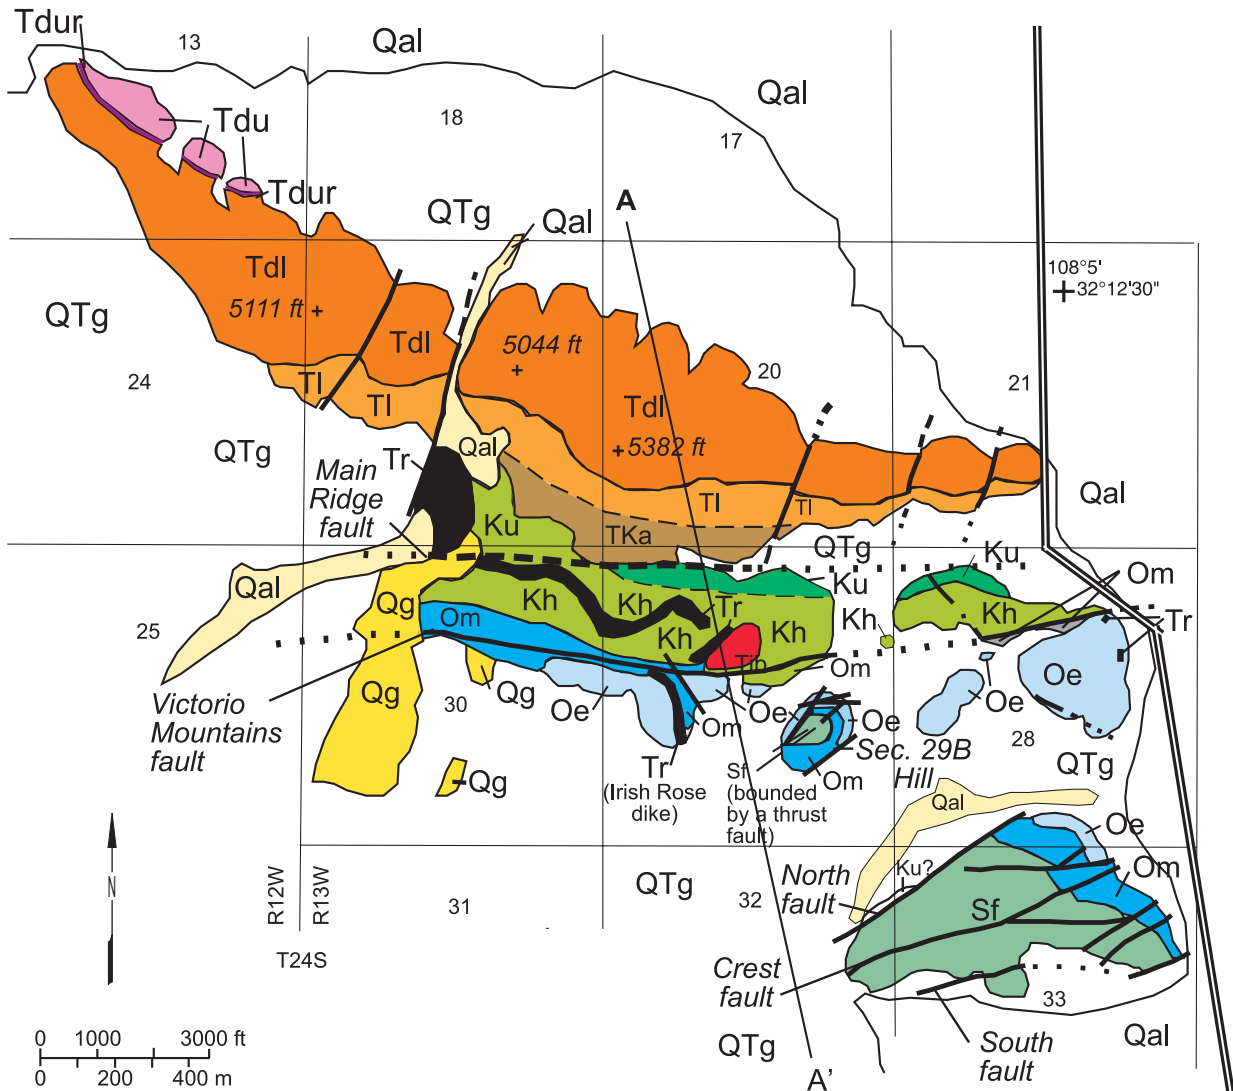 Tdur
13
Qal
Qal
18
17
Tdu
Tdur
A
QTg
Qal
Tdl
5111 ft
108°5'
32°12'30"
QTg
Tdl
5044 ft
24
Tl
Tl
20
21
Tdl
5382 ft
QTg
Tr
Qal
Main
Ridge
fault
Tl
Tl
Qal
Ku
TKa
QTg
Ku
Om
Qal
Qg
Kh
Kh
Tr
Ku
Kh
Kh
Tr
25
Om
Kh
Kh
Tib
Om
Oe
Victorio
Mountains
fault
Qg
Qg
30
Oe
Om
Oe
Oe
Oe
28
Sec. 29B
Hill
QTg
Qg
Tr
(Irish Rose
dike)
Sf
(bounded
by a thrust
fault)
Om
Qal
Oe
N
R12W
R13W
QTg
32
North
fault
Ku?
Om
Sf
31
T24S
Crest
fault
33
0 1000 3000 ft
0 200 400 m
QTg
South
fault
Qal
A'